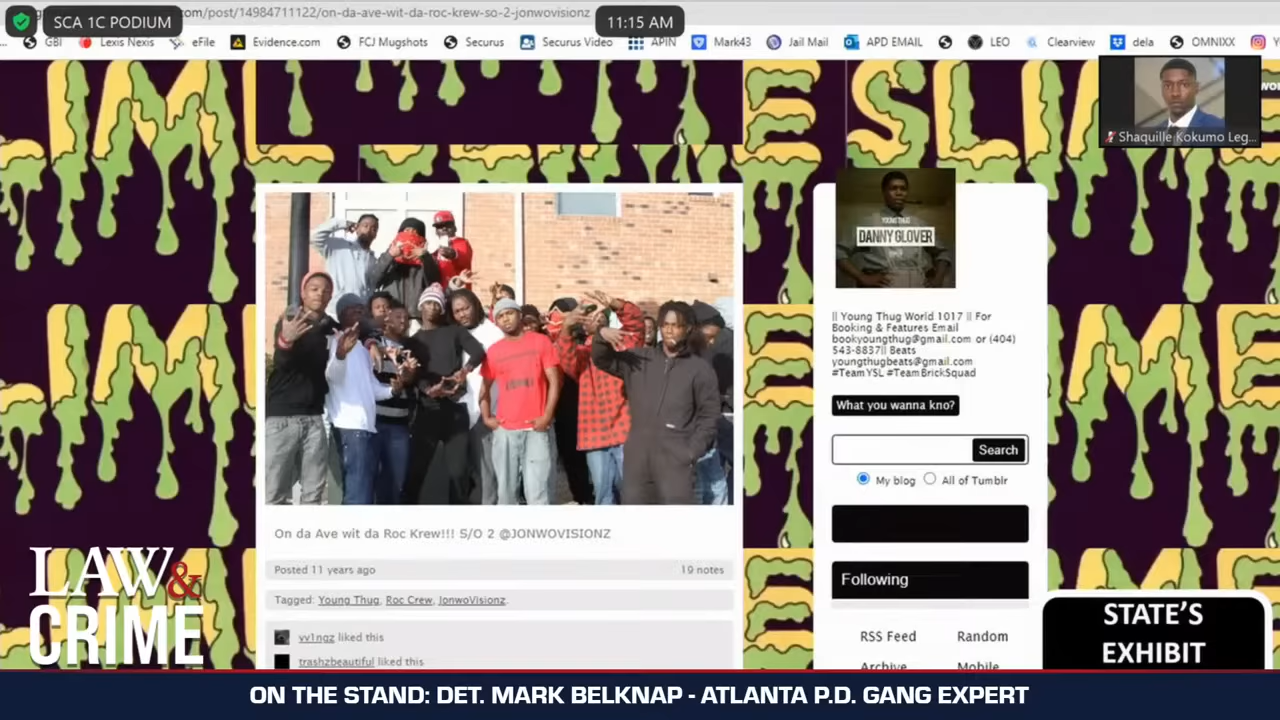 com/post/14984711122/on-da-ave-wit-da-roc-krew-so-2-jonwovisionz
SCA 1C PODIUM
11:15 AM
GBI
Lexis Nexis
eFile
Evidence.com
FCJ Mugshots
Securus
Securus Video
APIN
Mark43
Jail Mail
APD EMAIL
LEO
Clearview
dela
OMNIXX
Shaquille Kokumo Leg...
SLIME
YOUNG THUG
DANNY GLOVER
|| Young Thug World 1017 || For
Booking & Features Email
bookyoungthug@gmail.com or (404)
543-8837|| Beats
youngthugbeats@gmail.com
#TeamYSL #TeamBrickSquad
What you wanna kno?
Search
My blog
All of Tumblr
On da Ave wit da Roc Krew!!! S/O 2 @JONWOVISIONZ
Posted 11 years ago
19 notes
Tagged: Young Thug, Roc Crew, JonwoVisionz.
vv1ngz liked this
trashzbeautiful liked this
Following
RSS Feed
Random
Archive
Mobile
LAW&
CRIME
STATE'S
EXHIBIT
ON THE STAND: DET. MARK BELKNAP - ATLANTA P.D. GANG EXPERT